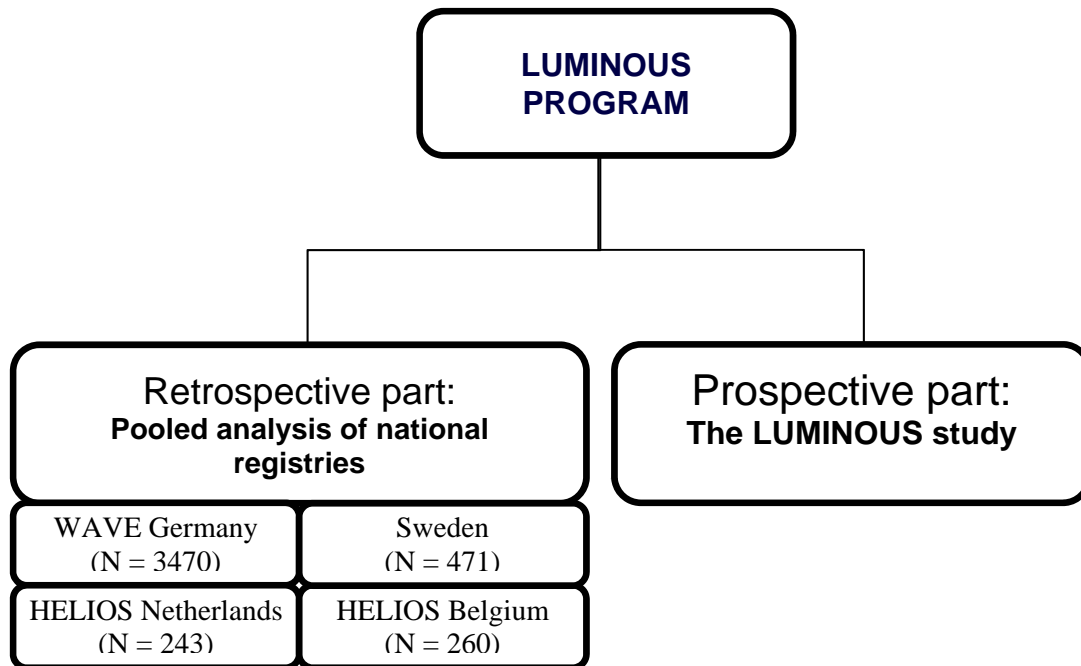 LUMINOUS
PROGRAM
Retrospective part:
Pooled analysis of national
registries
Prospective part:
The LUMINOUS study
WAVE Germany
(N = 3470)
Sweden
(N = 471)
HELIOS Netherlands
(N = 243)
HELIOS Belgium
(N = 260)